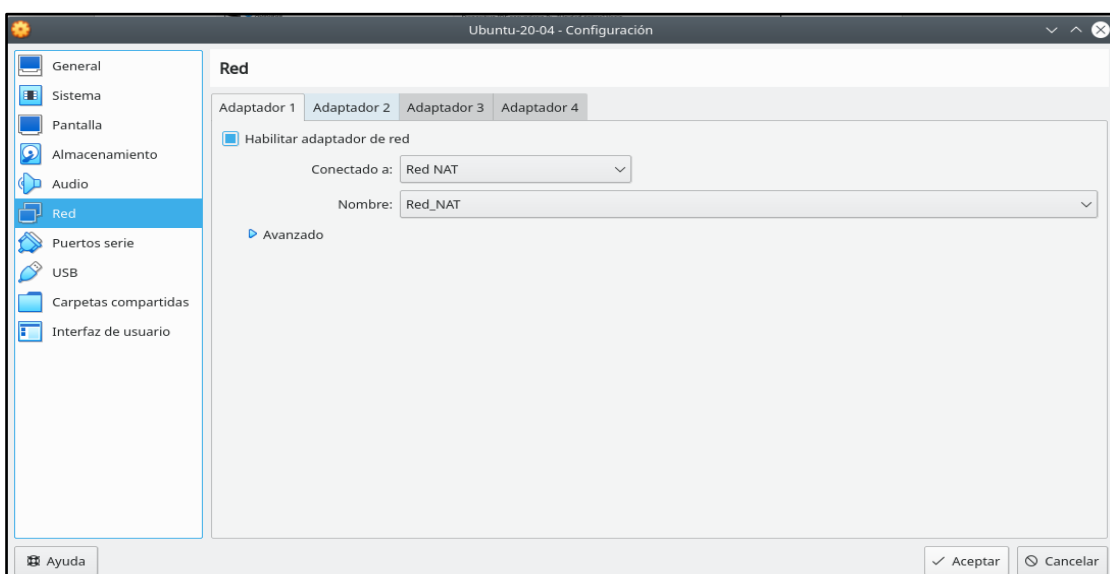 Ubuntu-20-04 - Configuración
General
Sistema
Pantalla
Almacenamiento
Audio
Red
Puertos serie
USB
Carpetas compartidas
Interfaz de usuario
Red
Adaptador 1 Adaptador 2 Adaptador 3 Adaptador 4
Habilitar adaptador de red
Conectado a: Red NAT
Nombre: Red_NAT
Avanzado
Ayuda
Aceptar Cancelar